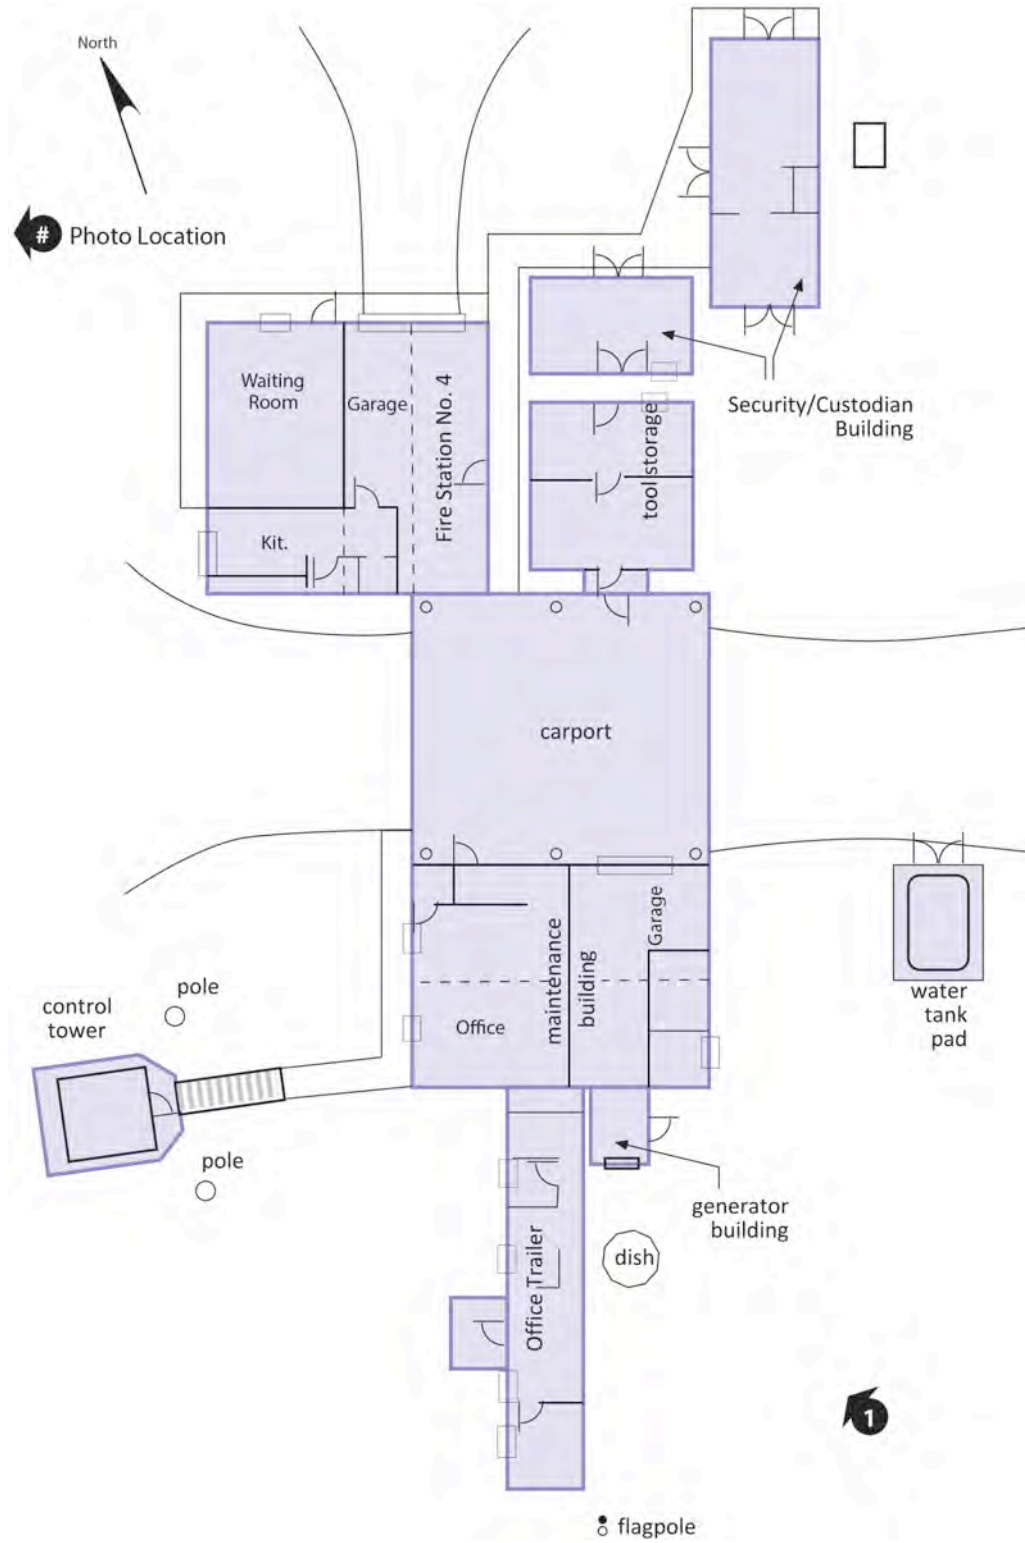 North
# Photo Location
Waiting
Room
Garage
Fire Station No. 4
Kit.
tool storage
Security/Custodian
Building
carport
maintenance
building
Garage
Office
water
tank
pad
pole
control
tower
pole
generator
building
Office Trailer
dish
1
flagpole